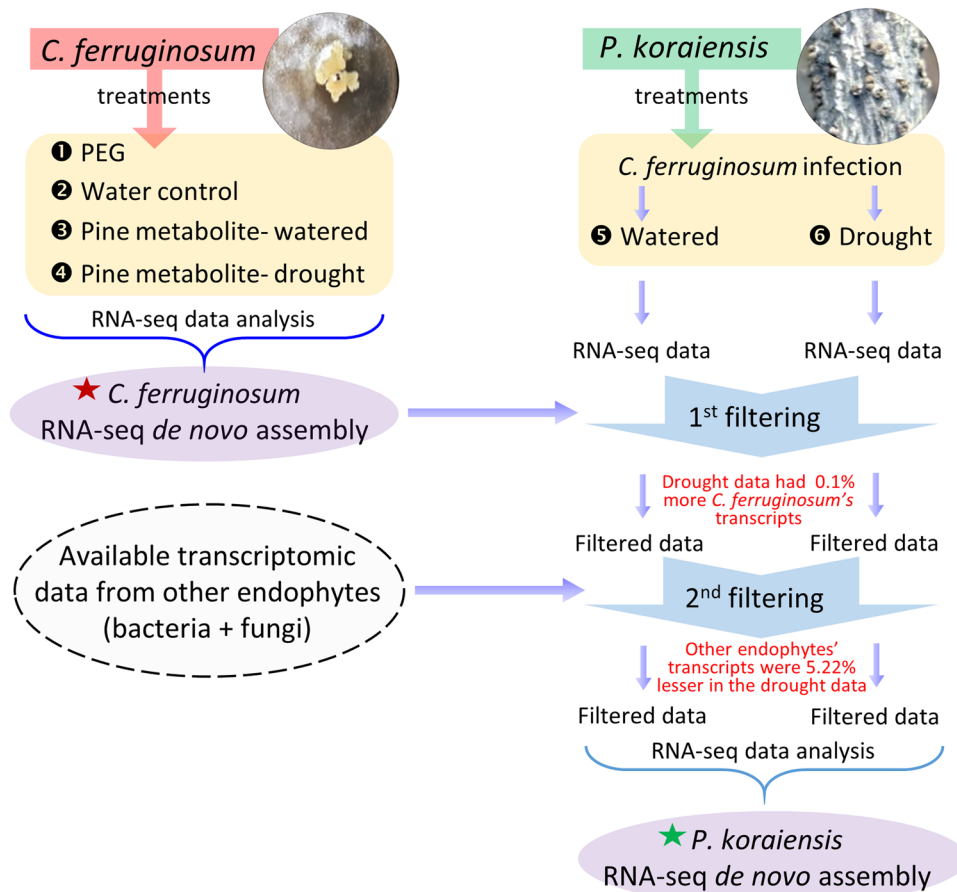 C. ferruginosum
treatments
❶ PEG
❷ Water control
❸ Pine metabolite- watered
❹ Pine metabolite- drought
RNA-seq data analysis
★ C. ferruginosum
RNA-seq de novo assembly
Available transcriptomic
data from other endophytes
(bacteria + fungi)
P. koraiensis
treatments
C. ferruginosum infection
❺ Watered
❻ Drought
RNA-seq data
RNA-seq data
1st filtering
Drought data had 0.1%
more C. ferruginosum's
transcripts
Filtered data
Filtered data
2nd filtering
Other endophytes'
transcripts were 5.22%
lesser in the drought data
Filtered data
Filtered data
RNA-seq data analysis
★ P. koraiensis
RNA-seq de novo assembly